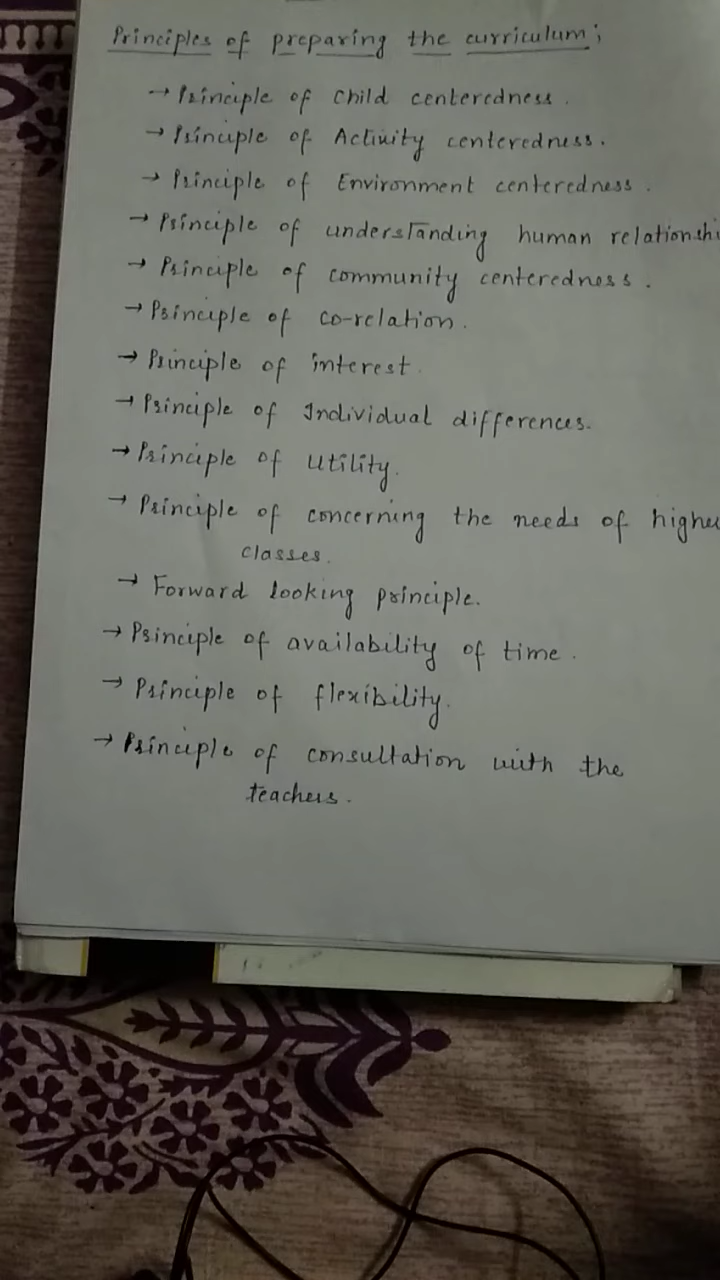 Principles of preparing the curriculum;
→ Principle of child centeredness.
→ Principle of Activity centeredness.
→ Principle of Environment centeredness.
→ Principle of understanding human relationshi
→ Principle of community centeredness.
→ Principle of co-relation.
→ Principle of interest.
→ Principle of Individual differences.
→ Principle of Utility.
→ Principle of concerning the needs of highe
classes.
→ Forward looking principle.
→ Principle of availability of time.
→ Principle of flexibility.
→ Principle of consultation with the
teachers.